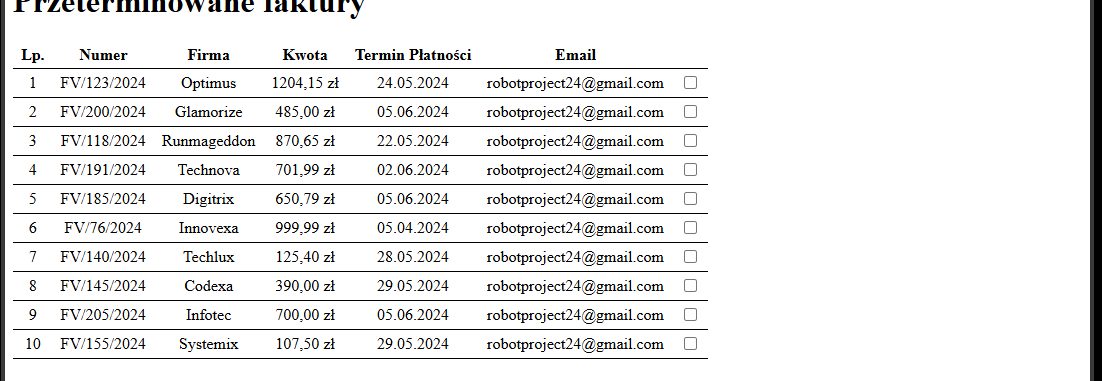 Przeterminowane faktury
Lp. Numer Firma Kwota Termin Płatności Email
1 FV/123/2024 Optimus 1204,15 zł 24.05.2024 robotproject24@gmail.com
2 FV/200/2024 Glamorize 485,00 zł 05.06.2024 robotproject24@gmail.com
3 FV/118/2024 Runmageddon 870,65 zł 22.05.2024 robotproject24@gmail.com
4 FV/191/2024 Technova 701,99 zł 02.06.2024 robotproject24@gmail.com
5 FV/185/2024 Digitrix 650,79 zł 05.06.2024 robotproject24@gmail.com
6 FV/76/2024 Innovexa 999,99 zł 05.04.2024 robotproject24@gmail.com
7 FV/140/2024 Techlux 125,40 zł 28.05.2024 robotproject24@gmail.com
8 FV/145/2024 Codexa 390,00 zł 29.05.2024 robotproject24@gmail.com
9 FV/205/2024 Infotec 700,00 zł 05.06.2024 robotproject24@gmail.com
10 FV/155/2024 Systemix 107,50 zł 29.05.2024 robotproject24@gmail.com